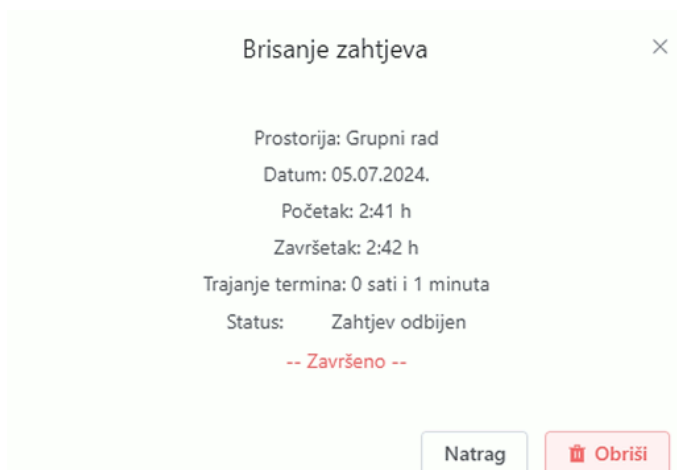 Brisanje zahtjeva
Prostorija: Grupni rad
Datum: 05.07.2024.
Početak: 2:41 h
Završetak: 2:42 h
Trajanje termina: 0 sati i 1 minuta
Status: Zahtjev odbijen
-- Završeno --
Natrag
Obriši